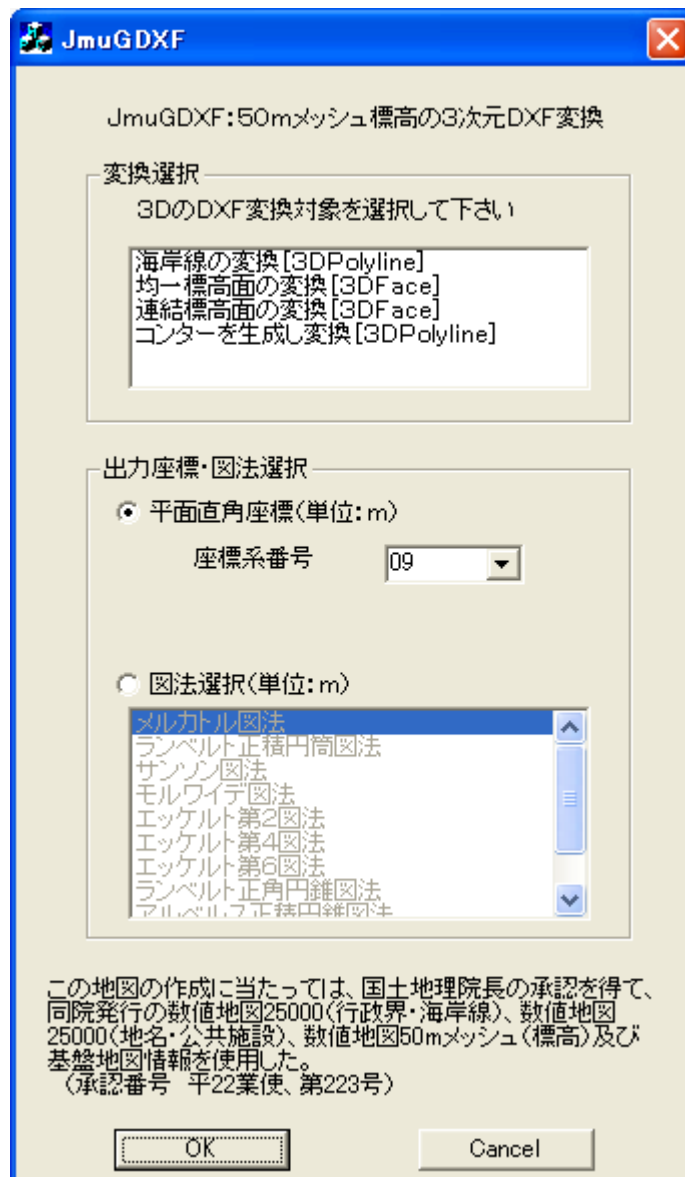 JmuGDXF
JmuGDXF:50mメッシュ標高の3次元DXF変換
変換選択
3DのDXF変換対象を選択して下さい
海岸線の変換[3DPolyline]
均一標高面の変換[3DFace]
連結標高面の変換[3DFace]
コンターを生成し変換[3DPolyline]
出力座標・図法選択
平面直角座標(単位:m)
座標系番号 09
図法選択(単位:m)
メルカトル図法
ランベルト正積円筒図法
サンソン図法
モルワイデ図法
エッケルト第2図法
エッケルト第4図法
エッケルト第6図法
ランベルト正角円錐図法
アルベルス正積円錐図法
この地図の作成に当たっては、国土地理院長の承認を得て、
同院発行の数値地図25000(行政界・海岸線)、数値地図
25000(地名・公共施設)、数値地図50mメッシュ(標高)及び
基盤地図情報を使用した。
(承認番号 平22業使、第223号)
OK Cancel